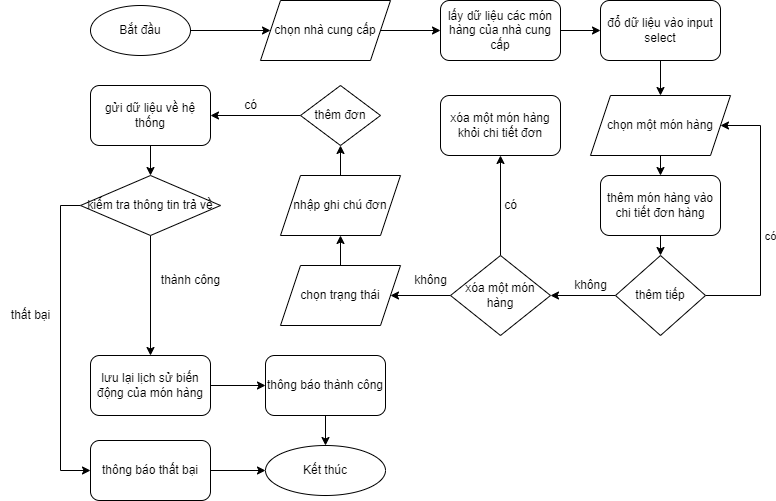 Bắt đầu
chọn nhà cung cấp
lấy dữ liệu các món
hàng của nhà cung
cấp
đổ dữ liệu vào input
select
gửi dữ liệu về hệ
thống
có
thêm đơn
xóa một món hàng
khỏi chi tiết đơn
chọn một món hàng
kiểm tra thông tin trả về
nhập ghi chú đơn
có
thêm món hàng vào
chi tiết đơn hàng
có
thành công
không
không
chọn trạng thái
xóa một món
hàng
thêm tiếp
thất bại
lưu lại lịch sử biến
động của món hàng
thông báo thành công
thông báo thất bại
Kết thúc